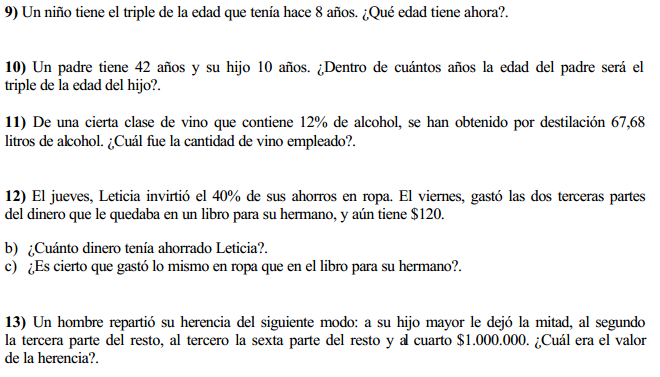 9) Un niño tiene el triple de la edad que tenía hace 8 años. ¿Qué edad tiene ahora?.
10) Un padre tiene 42 años y su hijo 10 años. ¿Dentro de cuántos años la edad del padre será el
triple de la edad del hijo?.
11) De una cierta clase de vino que contiene 12% de alcohol, se han obtenido por destilación 67,68
litros de alcohol. ¿Cuál fue la cantidad de vino empleado?.
12) El jueves, Leticia invirtió el 40% de sus ahorros en ropa. El viernes, gastó las dos terceras partes
del dinero que le quedaba en un libro para su hermano, y aún tiene $120.
b) ¿Cuánto dinero tenía ahorrado Leticia?.
c) ¿Es cierto que gastó lo mismo en ropa que en el libro para su hermano?.
13) Un hombre repartió su herencia del siguiente modo: a su hijo mayor le dejó la mitad, al segundo
la tercera parte del resto, al tercero la sexta parte del resto y al cuarto $1.000.000. ¿Cuál era el valor
de la herencia?.